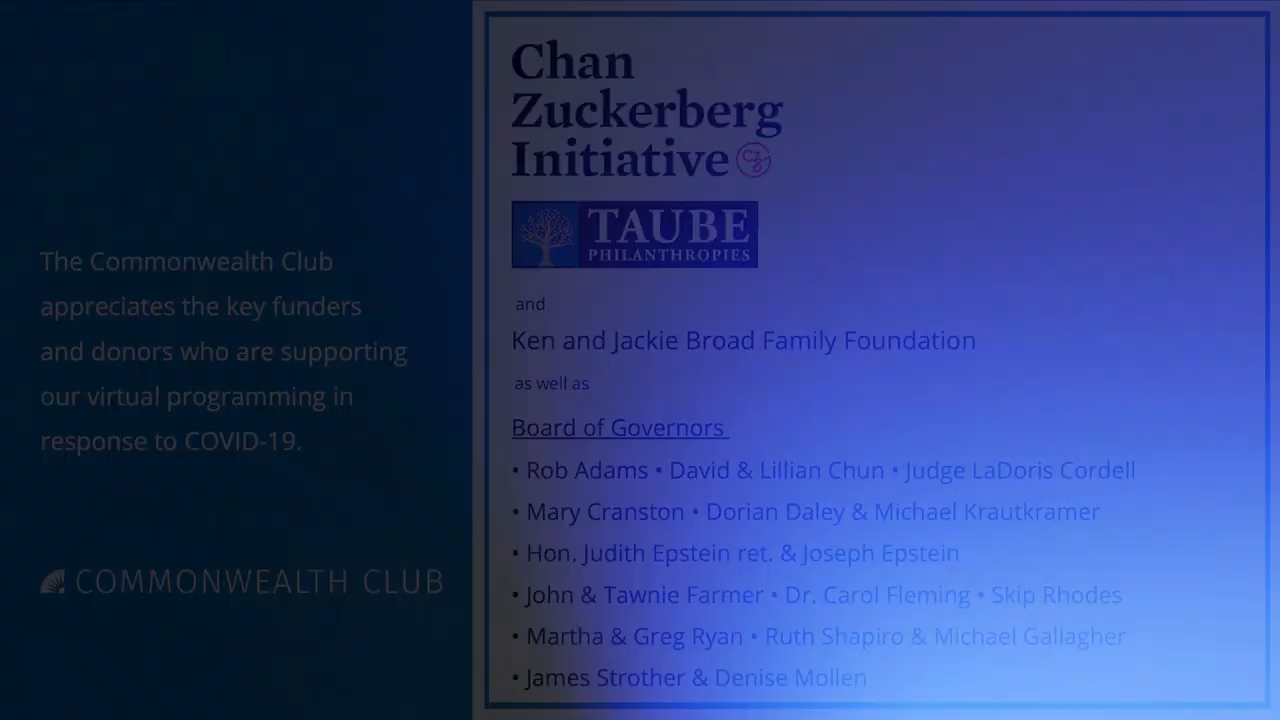 The Commonwealth Club
appreciates the key funders
and donors who are supporting
our virtual programming in
response to COVID-19.
COMMONWEALTH CLUB
Chan
Zuckerberg
Initiative
TAUBE
PHILANTHROPIES
and
Ken and Jackie Broad Family Foundation
as well as
Board of Governors
• Rob Adams • David & Lillian Chun • Judge LaDoris Cordell
• Mary Cranston • Dorian Daley & Michael Krautkramer
• Hon. Judith Epstein ret. & Joseph Epstein
• John & Tawnie Farmer • Dr. Carol Fleming • Skip Rhodes
• Martha & Greg Ryan • Ruth Shapiro & Michael Gallagher
• James Strother & Denise Mollen